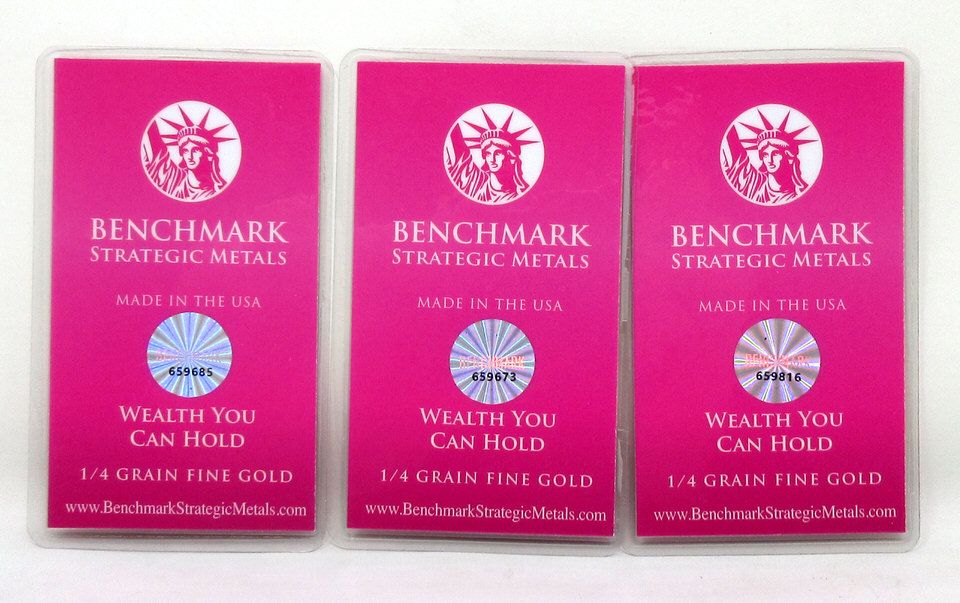 BENCHMARK
STRATEGIC METALS
MADE IN THE USA
BENCHMARK
659685
WEALTH YOU
CAN HOLD
1/4 GRAIN FINE GOLD
www.BenchmarkStrategicMetals.com
BENCHMARK
STRATEGIC METALS
MADE IN THE USA
BENCHMARK
659673
WEALTH YOU
CAN HOLD
1/4 GRAIN FINE GOLD
www.BenchmarkStrategicMetals.com
BENCHMARK
STRATEGIC METALS
MADE IN THE USA
BENCHMARK
659816
WEALTH YOU
CAN HOLD
1/4 GRAIN FINE GOLD
www.BenchmarkStrategicMetals.com